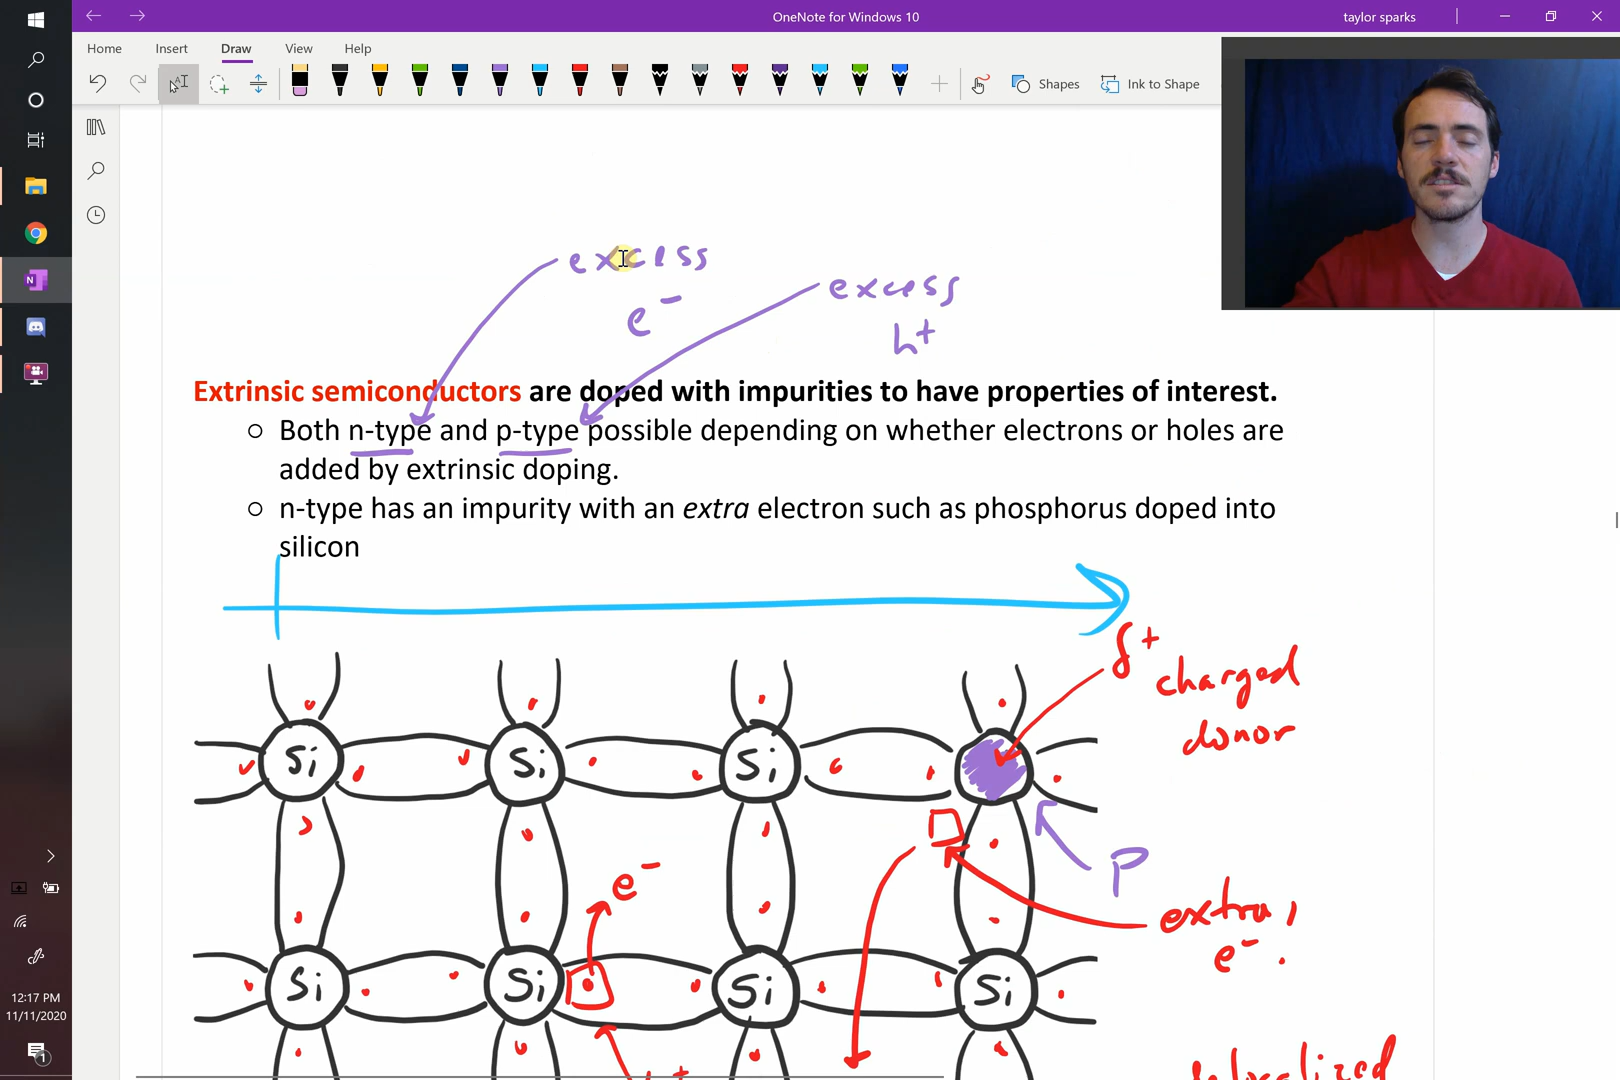 OneNote for Windows 10
taylor sparks
Home Insert Draw View Help
Shapes
Ink to Shape
excess
e⁻
excess
h⁺
Extrinsic semiconductors are doped with impurities to have properties of interest.
○ Both n-type and p-type possible depending on whether electrons or holes are
added by extrinsic doping.
○ n-type has an impurity with an extra electron such as phosphorus doped into
silicon
δ⁺
charged
donor
Si Si Si
P
e⁻
extra
e⁻
Si Si Si Si
12:17 PM
11/11/2020
1